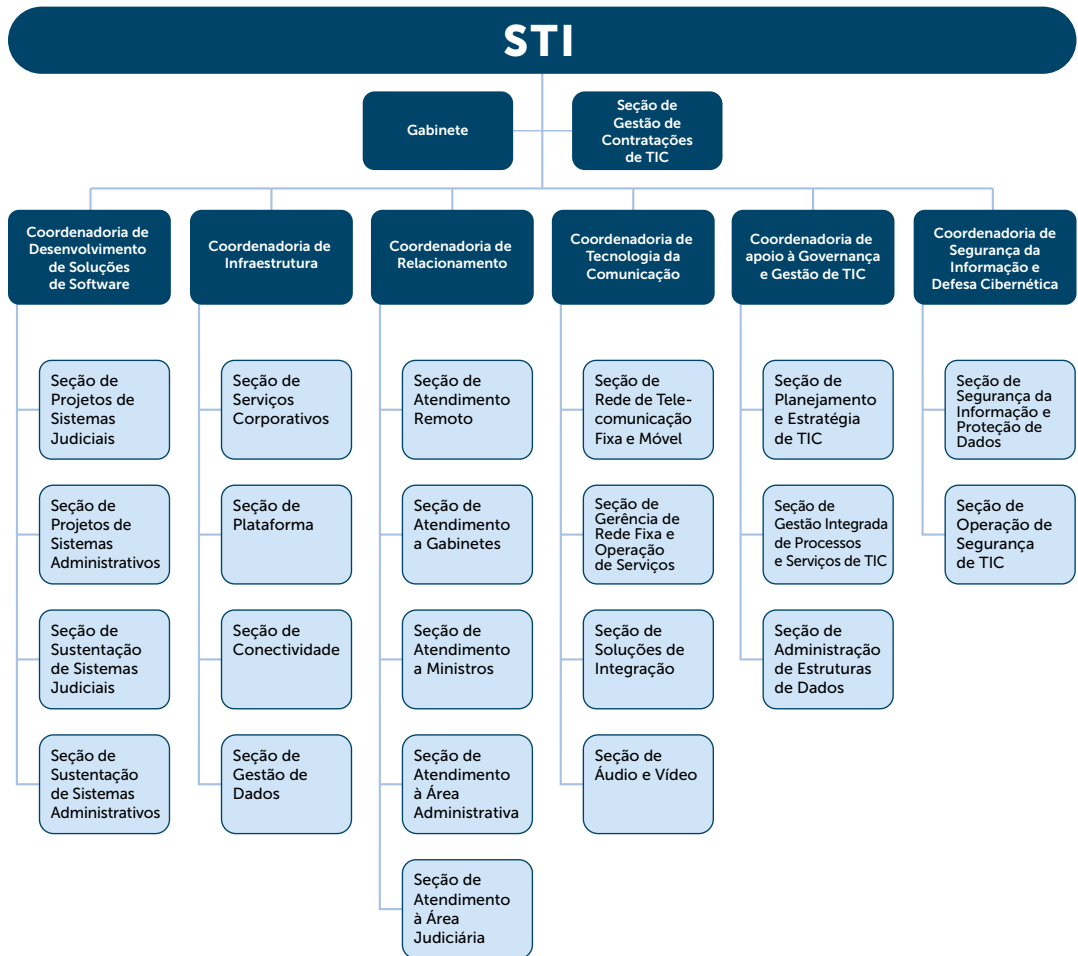 STI
Gabinete
Seção de
Gestão de
Contratações
de TIC
Coordenadoria de
Desenvolvimento
de Soluções
de Software
Coordenadoria de
Infraestrutura
Coordenadoria de
Relacionamento
Coordenadoria de
Tecnologia da
Comunicação
Coordenadoria de
apoio à Governança
e Gestão de TIC
Coordenadoria de
Segurança da
Informação e
Defesa Cibernética
Seção de
Projetos de
Sistemas
Judiciais
Seção de
Serviços
Corporativos
Seção de
Atendimento
Remoto
Seção de
Rede de Tele-
comunicação
Fixa e Móvel
Seção de
Planejamento
e Estratégia
de TIC
Seção de
Segurança da
Informação e
Proteção de
Dados
Seção de
Projetos de
Sistemas
Administrativos
Seção de
Plataforma
Seção de
Atendimento
a Gabinetes
Seção de
Gerência de
Rede Fixa e
Operação
de Serviços
Seção de
Gestão Integrada
de Processos
e Serviços de TIC
Seção de
Operação de
Segurança
de TIC
Seção de
Sustentação
de Sistemas
Judiciais
Seção de
Conectividade
Seção de
Atendimento
a Ministros
Seção de
Soluções de
Integração
Seção de
Administração
de Estruturas
de Dados
Seção de
Sustentação
de Sistemas
Administrativos
Seção de
Gestão de
Dados
Seção de
Atendimento
à Área
Administrativa
Seção de
Áudio e Vídeo
Seção de
Atendimento
à Área
Judiciária